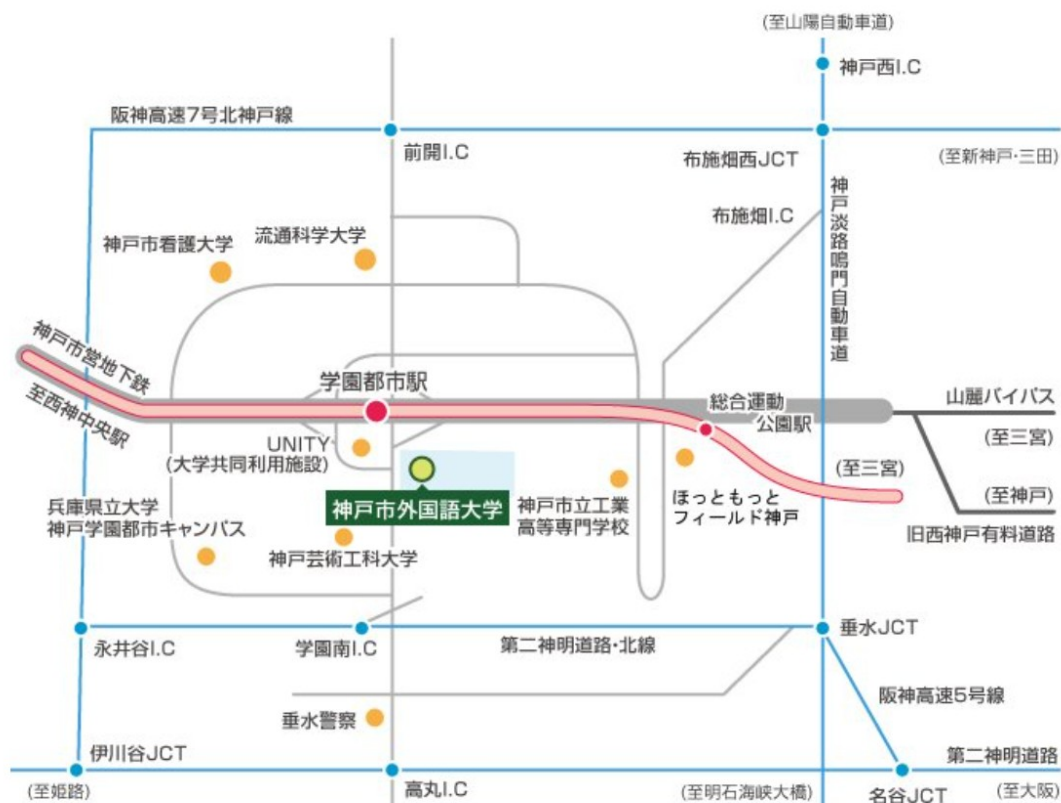 (至山陽自動車道)
神戸西I.C
阪神高速7号北神戸線
前開I.C
布施畑西JCT
(至新神戸・三田)
神戸淡路鳴門自動車道
布施畑I.C
流通科学大学
神戸市看護大学
神戸市営地下鉄
至西神中央駅
学園都市駅
総合運動
公園駅
山麓バイパス
(至三宮)
(至三宮)
(至神戸)
旧西神戸有料道路
UNITY
(大学共同利用施設)
神戸市外国語大学
神戸市立工業
高等専門学校
ほっともっと
フィールド神戸
兵庫県立大学
神戸学園都市キャンパス
神戸芸術工科大学
永井谷I.C
学園南I.C
第二神明道路・北線
垂水JCT
阪神高速5号線
垂水警察
伊川谷JCT
第二神明道路
(至姫路)
高丸I.C
(至明石海峡大橋)
名谷JCT
(至大阪)